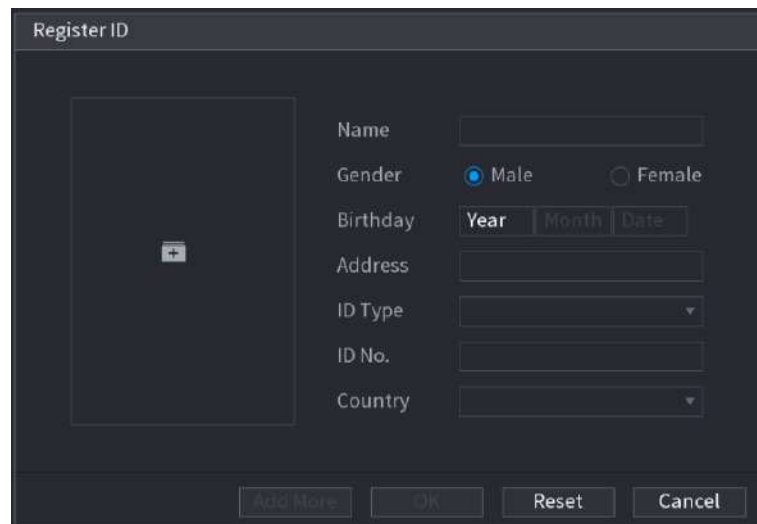 Register ID
Name
Gender Male Female
Birthday Year Month Date
Address
ID Type
ID No.
Country
Add More OK Reset Cancel